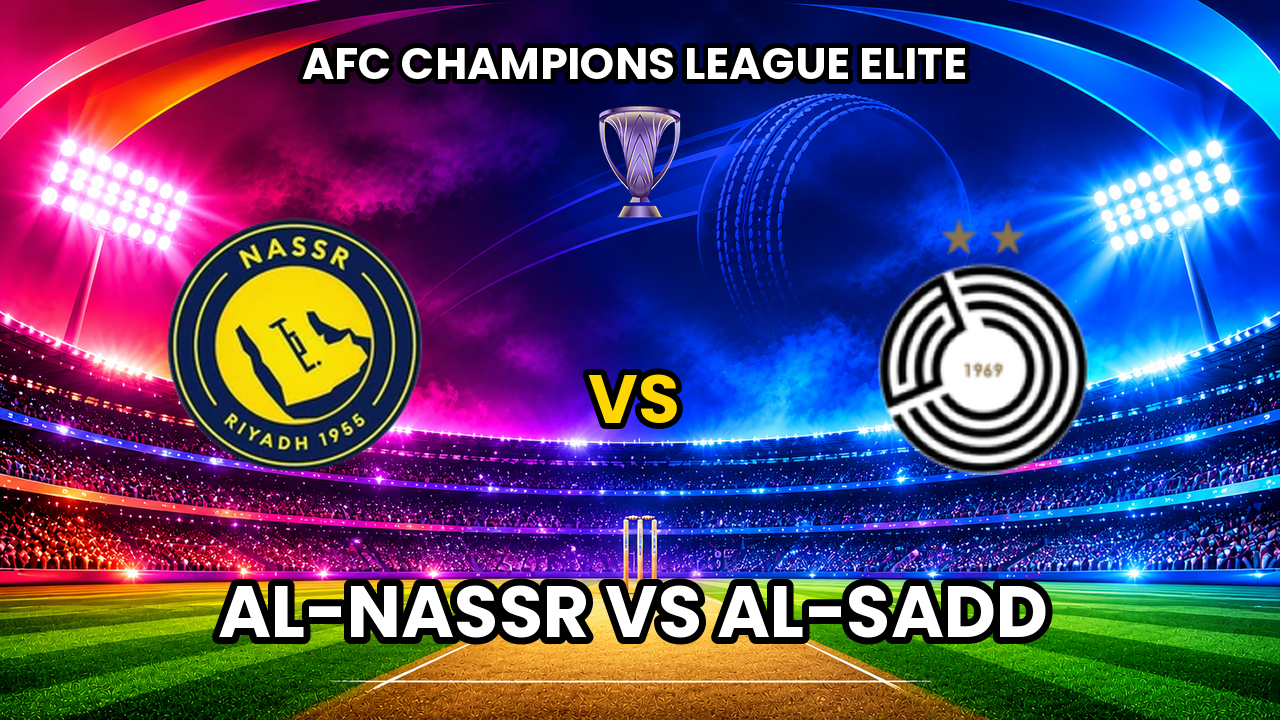 AFC CHAMPIONS LEAGUE ELITE
NASSR
RIYADH 1955
1969
VS
AL-NASSR VS AL-SADD